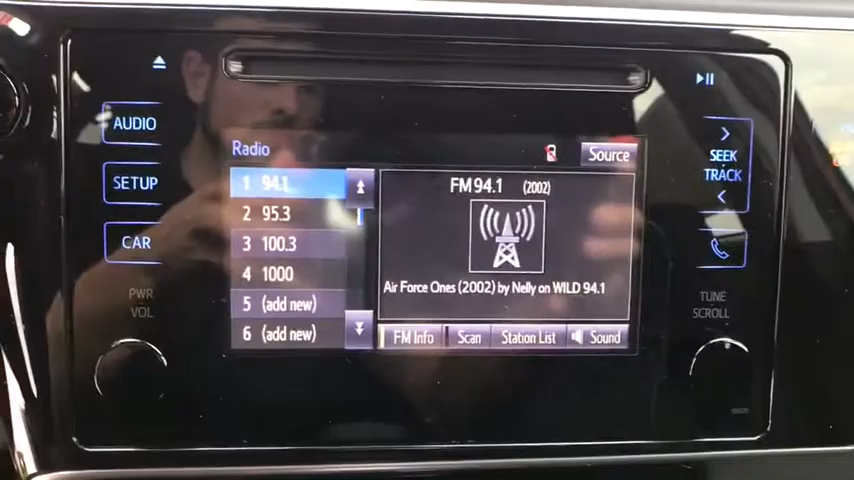 AUDIO
SETUP
CAR
PWR
VOL
Radio
Source
1 94.1
2 95.3
3 100.3
4 1000
5 (add new)
6 (add new)
FM 94.1 (2002)
Air Force Ones (2002) by Nelly on WILD 94.1
FM Info
Scan
Station List
Sound
SEEK
TRACK
TUNE
SCROLL